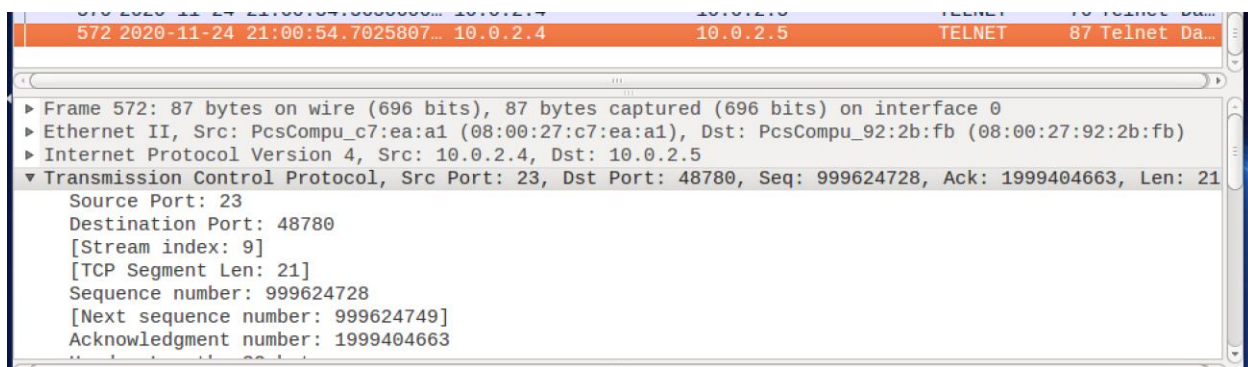 572 2020-11-24 21:00:54.7025807… 10.0.2.4 10.0.2.5 TELNET 87 Telnet Da…
Frame 572: 87 bytes on wire (696 bits), 87 bytes captured (696 bits) on interface 0
Ethernet II, Src: PcsCompu_c7:ea:a1 (08:00:27:c7:ea:a1), Dst: PcsCompu_92:2b:fb (08:00:27:92:2b:fb)
Internet Protocol Version 4, Src: 10.0.2.4, Dst: 10.0.2.5
Transmission Control Protocol, Src Port: 23, Dst Port: 48780, Seq: 999624728, Ack: 1999404663, Len: 21
Source Port: 23
Destination Port: 48780
[Stream index: 9]
[TCP Segment Len: 21]
Sequence number: 999624728
[Next sequence number: 999624749]
Acknowledgment number: 1999404663